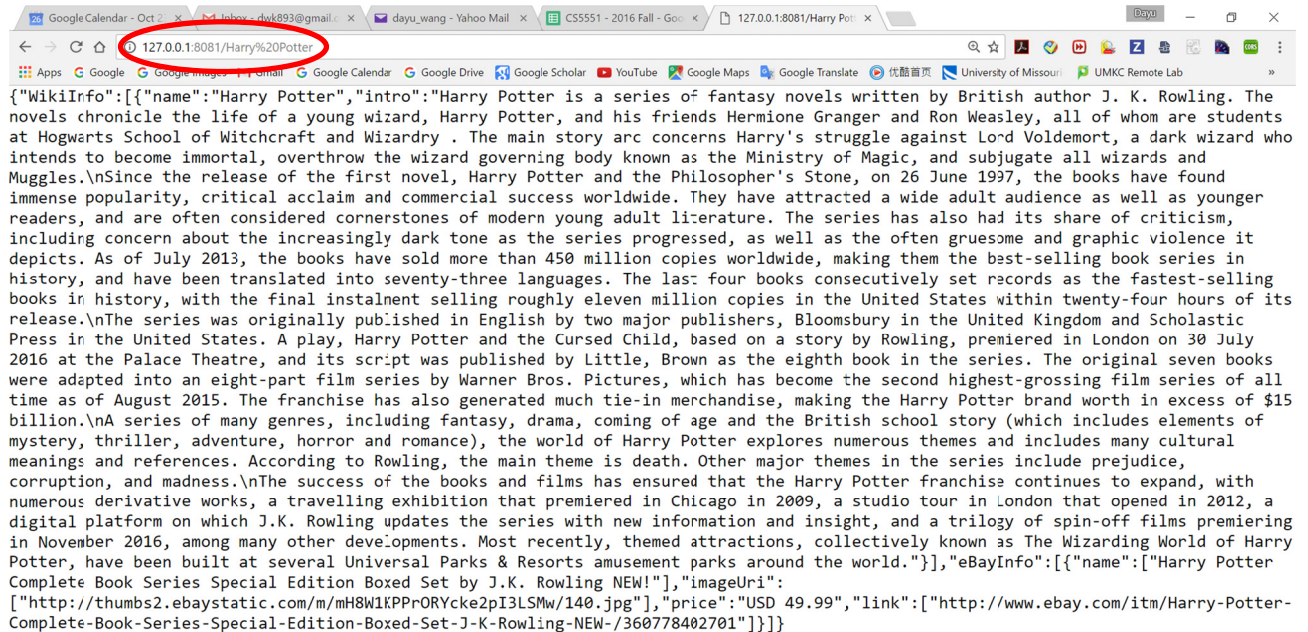 26 Google Calendar - Oct 2
Inbox - dwk893@gmail.c
dayu_wang - Yahoo Mail
CS5551 - 2016 Fall - Goo
127.0.0.1:8081/Harry Pot
Dayu
127.0.0.1:8081/Harry%20Potter
Apps
Google
Google Images
Gmail
Google Calendar
Google Drive
Google Scholar
YouTube
Google Maps
Google Translate
优酷首页
University of Missouri
UMKC Remote Lab
»
{"WikiInfo":[{"name":"Harry Potter","intro":"Harry Potter is a series of fantasy novels written by British author J. K. Rowling. The
novels chronicle the life of a young wizard, Harry Potter, and his friends Hermione Granger and Ron Weasley, all of whom are students
at Hogwarts School of Witchcraft and Wizardry . The main story arc concerns Harry's struggle against Lord Voldemort, a dark wizard who
intends to become immortal, overthrow the wizard governing body known as the Ministry of Magic, and subjugate all wizards and
Muggles.\nSince the release of the first novel, Harry Potter and the Philosopher's Stone, on 26 June 1997, the books have found
immense popularity, critical acclaim and commercial success worldwide. They have attracted a wide adult audience as well as younger
readers, and are often considered cornerstones of modern young adult literature. The series has also had its share of criticism,
including concern about the increasingly dark tone as the series progressed, as well as the often gruesome and graphic violence it
depicts. As of July 2013, the books have sold more than 450 million copies worldwide, making them the best-selling book series in
history, and have been translated into seventy-three languages. The last four books consecutively set records as the fastest-selling
books in history, with the final instalment selling roughly eleven million copies in the United States within twenty-four hours of its
release.\nThe series was originally published in English by two major publishers, Bloomsbury in the United Kingdom and Scholastic
Press in the United States. A play, Harry Potter and the Cursed Child, based on a story by Rowling, premiered in London on 30 July
2016 at the Palace Theatre, and its script was published by Little, Brown as the eighth book in the series. The original seven books
were adapted into an eight-part film series by Warner Bros. Pictures, which has become the second highest-grossing film series of all
time as of August 2015. The franchise has also generated much tie-in merchandise, making the Harry Potter brand worth in excess of $15
billion.\nA series of many genres, including fantasy, drama, coming of age and the British school story (which includes elements of
mystery, thriller, adventure, horror and romance), the world of Harry Potter explores numerous themes and includes many cultural
meanings and references. According to Rowling, the main theme is death. Other major themes in the series include prejudice,
corruption, and madness.\nThe success of the books and films has ensured that the Harry Potter franchise continues to expand, with
numerous derivative works, a travelling exhibition that premiered in Chicago in 2009, a studio tour in London that opened in 2012, a
digital platform on which J.K. Rowling updates the series with new information and insight, and a trilogy of spin-off films premiering
in November 2016, among many other developments. Most recently, themed attractions, collectively known as The Wizarding World of Harry
Potter, have been built at several Universal Parks & Resorts amusement parks around the world."}],"eBayInfo":[{"name":["Harry Potter
Complete Book Series Special Edition Boxed Set by J.K. Rowling NEW!"],"imageUri":
["http://thumbs2.ebaystatic.com/m/mH8W1KPPrORYcke2pI3LSMw/140.jpg"],"price":"USD 49.99","link":["http://www.ebay.com/itm/Harry-Potter-
Complete-Book-Series-Special-Edition-Boxed-Set-J-K-Rowling-NEW-/360778402701"]}]}